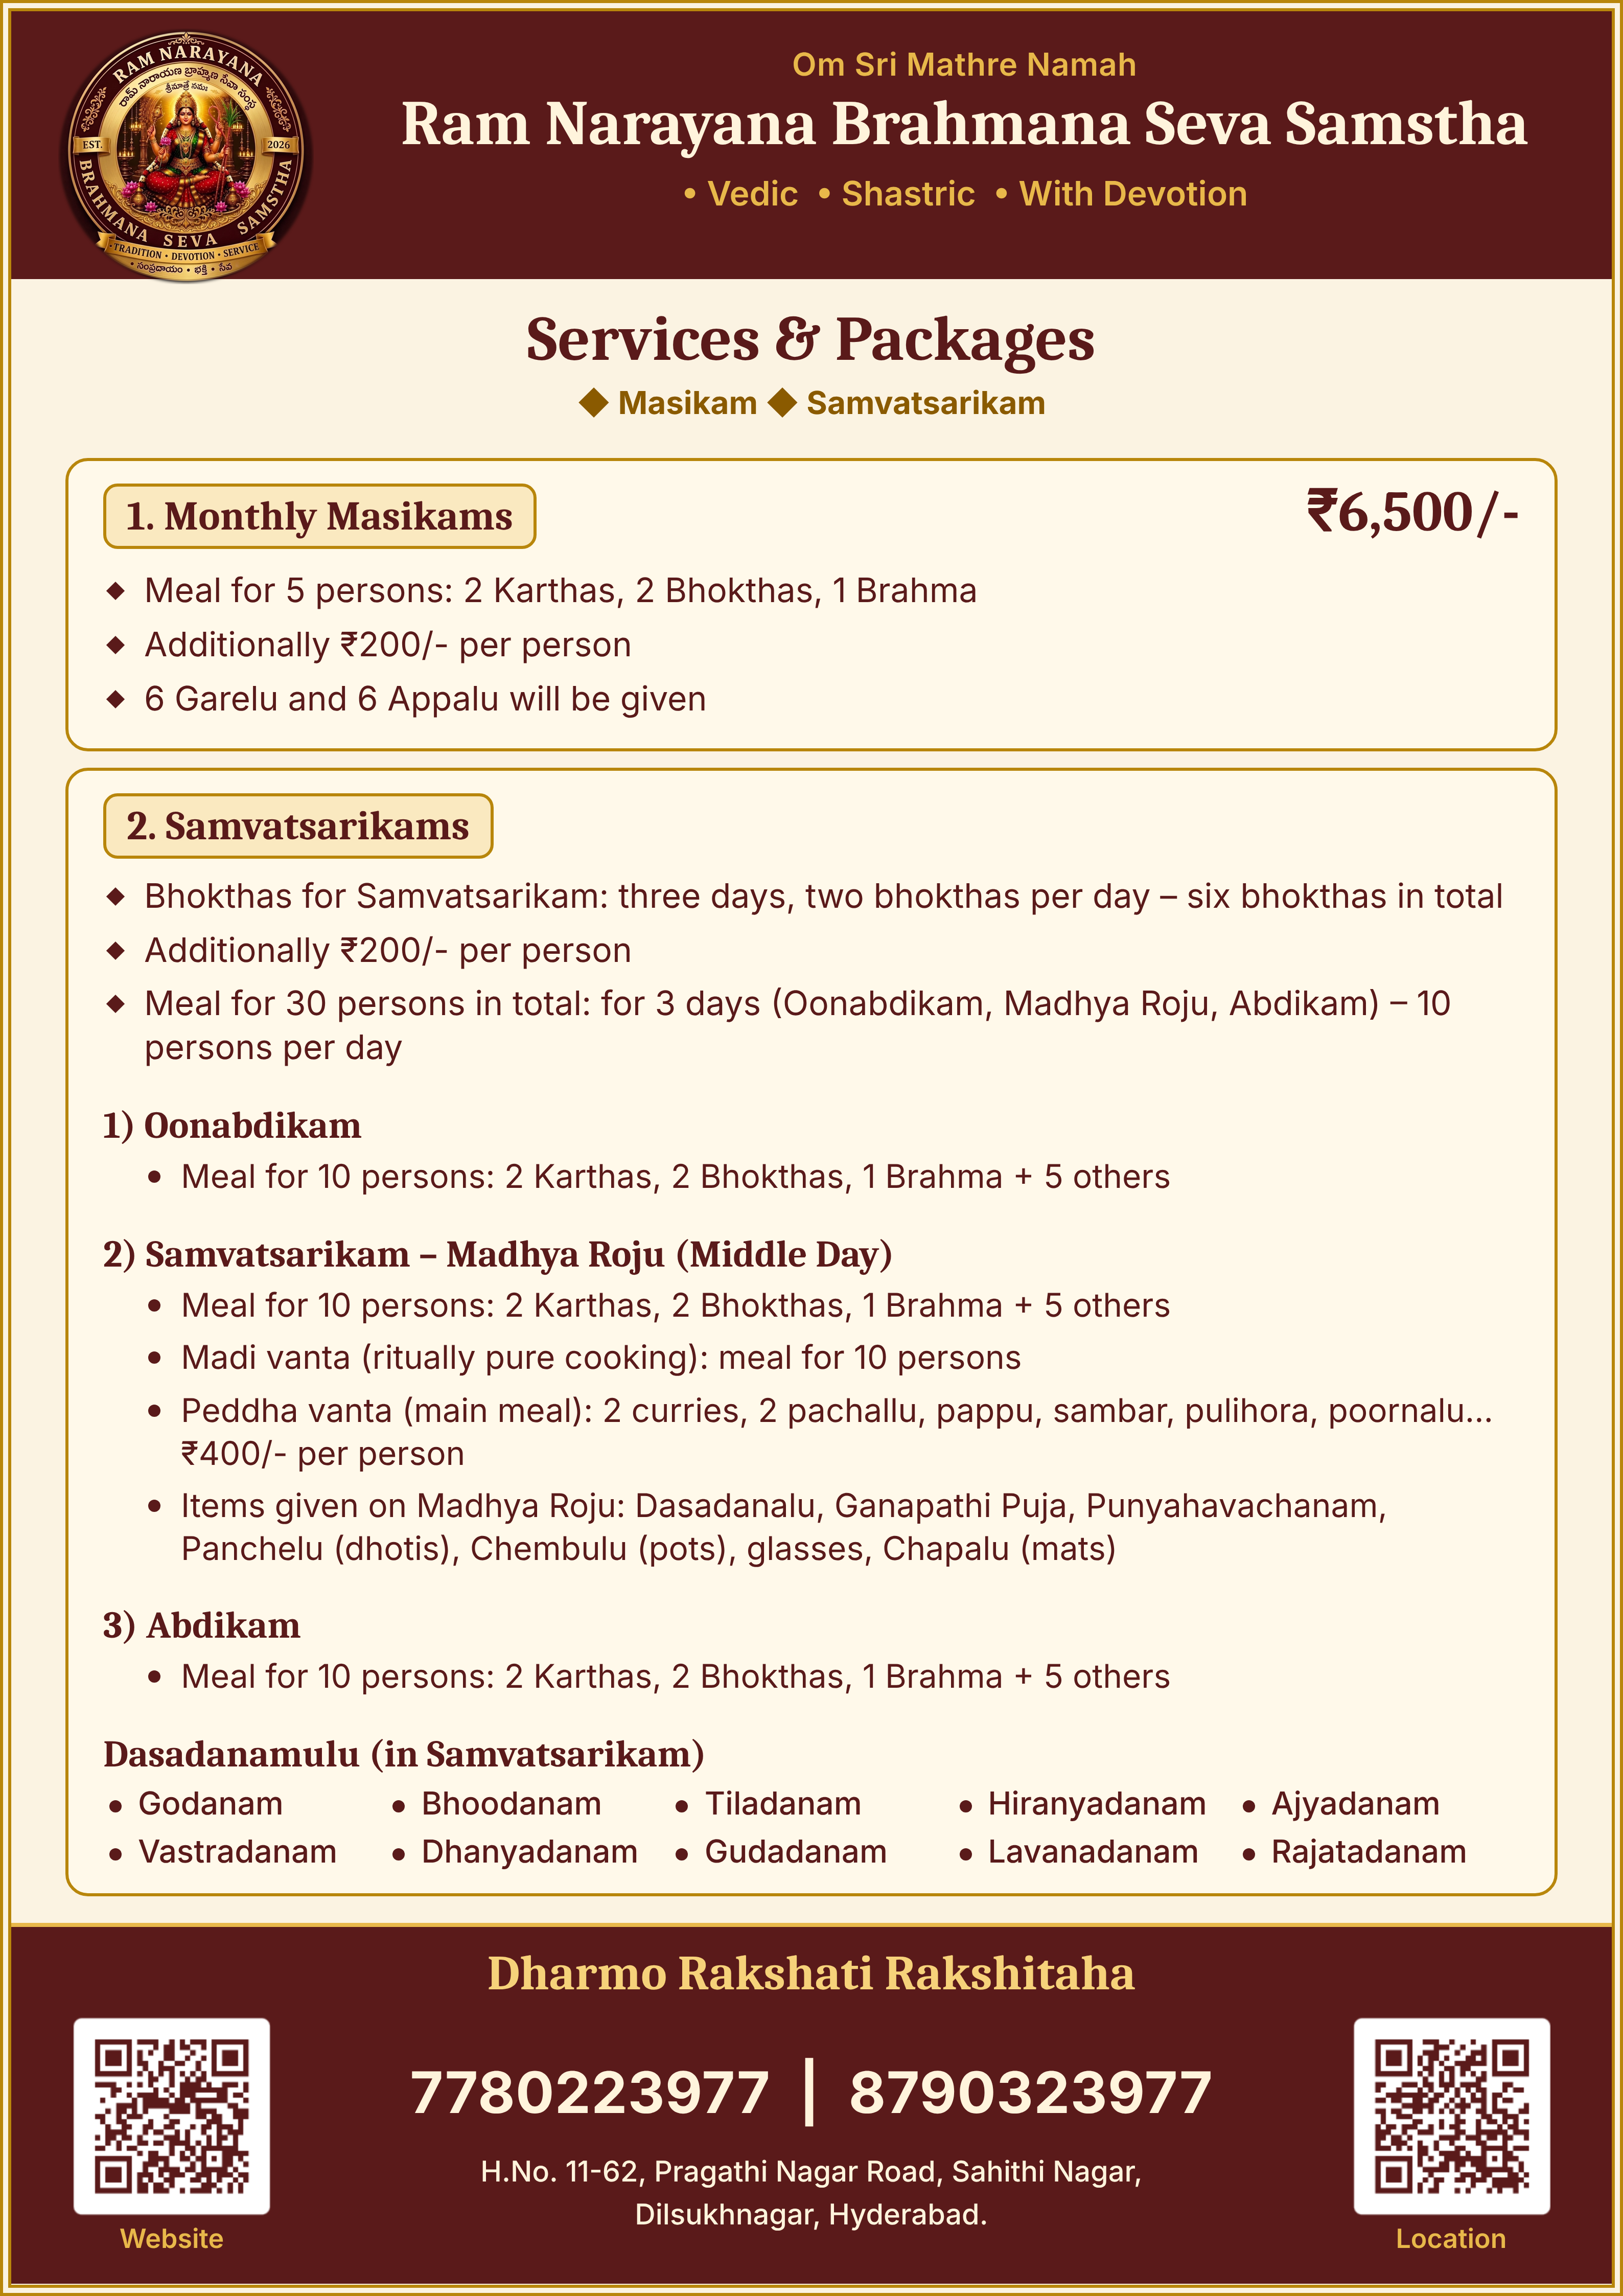 RAM NARAYANA
రామ్ నారాయణ బ్రాహ్మణ సేవా సంస్థ
శ్రీమాత్రే నమః
EST.
2026
BRAHMANA SEVA SAMSTHA
TRADITION • DEVOTION • SERVICE
• సంప్రదాయం • భక్తి • సేవ
Om Sri Mathre Namah
Ram Narayana Brahmana Seva Samstha
• Vedic • Shastric • With Devotion
Services & Packages
◆ Masikam ◆ Samvatsarikam
1. Monthly Masikams
₹6,500/-
◆ Meal for 5 persons: 2 Karthas, 2 Bhokthas, 1 Brahma
◆ Additionally ₹200/- per person
◆ 6 Garelu and 6 Appalu will be given
2. Samvatsarikams
◆ Bhokthas for Samvatsarikam: three days, two bhokthas per day – six bhokthas in total
◆ Additionally ₹200/- per person
◆ Meal for 30 persons in total: for 3 days (Oonabdikam, Madhya Roju, Abdikam) – 10
persons per day
1) Oonabdikam
• Meal for 10 persons: 2 Karthas, 2 Bhokthas, 1 Brahma + 5 others
2) Samvatsarikam – Madhya Roju (Middle Day)
• Meal for 10 persons: 2 Karthas, 2 Bhokthas, 1 Brahma + 5 others
• Madi vanta (ritually pure cooking): meal for 10 persons
• Peddha vanta (main meal): 2 curries, 2 pachallu, pappu, sambar, pulihora, poornalu...
₹400/- per person
• Items given on Madhya Roju: Dasadanalu, Ganapathi Puja, Punyahavachanam,
Panchelu (dhotis), Chembulu (pots), glasses, Chapalu (mats)
3) Abdikam
• Meal for 10 persons: 2 Karthas, 2 Bhokthas, 1 Brahma + 5 others
Dasadanamulu (in Samvatsarikam)
• Godanam • Bhoodanam • Tiladanam • Hiranyadanam • Ajyadanam
• Vastradanam • Dhanyadanam • Gudadanam • Lavanadanam • Rajatadanam
Dharmo Rakshati Rakshitaha
7780223977 | 8790323977
H.No. 11-62, Pragathi Nagar Road, Sahithi Nagar,
Dilsukhnagar, Hyderabad.
Website
Location